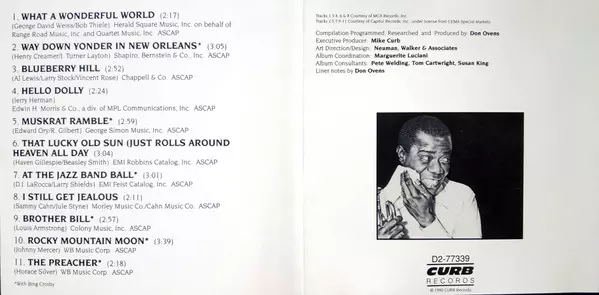 1. WHAT A WONDERFUL WORLD (2:17)
(George David Weiss/Bob Thiele) Herald Square Music, Inc. on behalf of
Range Road Music, Inc. and Quartet Music, Inc. ASCAP
2. WAY DOWN YONDER IN NEW ORLEANS* (3:05)
(Henry Creamer/ Turner Layton) Shapiro, Bernstein & Co., Inc. ASCAP
3. BLUEBERRY HILL (2:52)
(Al Lewis/Larry Stock/Vincent Rose) Chappell & Co. ASCAP
4. HELLO DOLLY (2:24)
(Jerry Herman)
Edwin H. Morris & Co., a div. of MPL Communications, Inc. ASCAP
5. MUSKRAT RAMBLE* (2:59)
(Edward Ory/R. Gilbert) George Simon Music, Inc. ASCAP
6. THAT LUCKY OLD SUN (JUST ROLLS AROUND
HEAVEN ALL DAY (3:04)
(Haven Gillespie/Beasley Smith) EMI Robbins Catalog, Inc. ASCAP
7. AT THE JAZZ BAND BALL* (3:01)
(D.J. LaRocca/Larry Shields) EMI Feist Catalog, Inc. ASCAP
8. I STILL GET JEALOUS (2:11)
(Sammy Cahn/Jule Styne) Morley Music Co./Cahn Music Co. ASCAP
9. BROTHER BILL* (2:57)
(Louis Armstrong) Colony Music, Inc. ASCAP
10. ROCKY MOUNTAIN MOON* (3:39)
(Johnny Mercer) WB Music Corp. ASCAP
11. THE PREACHER* (2:18)
(Horace Silver) WB Music Corp. ASCAP
*With Bing Crosby
Tracks 1,3,4, 6 & 8 Courtesy of MCA Records, Inc.
Tracks 2,5,7,9-11 Courtesy of Capitol Records, Inc. under license from CEMA Special Markets
Compilation Programmed, Researched and Produced by Don Ovens
Executive Producer: Mike Curb
Art Direction/Design: Neuman, Walker & Associates
Album Coordination: Marguerite Luciani
Album Consultants: Pete Welding, Tom Cartwright, Susan King
Liner notes by Don Ovens
D2-77339
CURB
RECORDS
© 1990 CURB Records